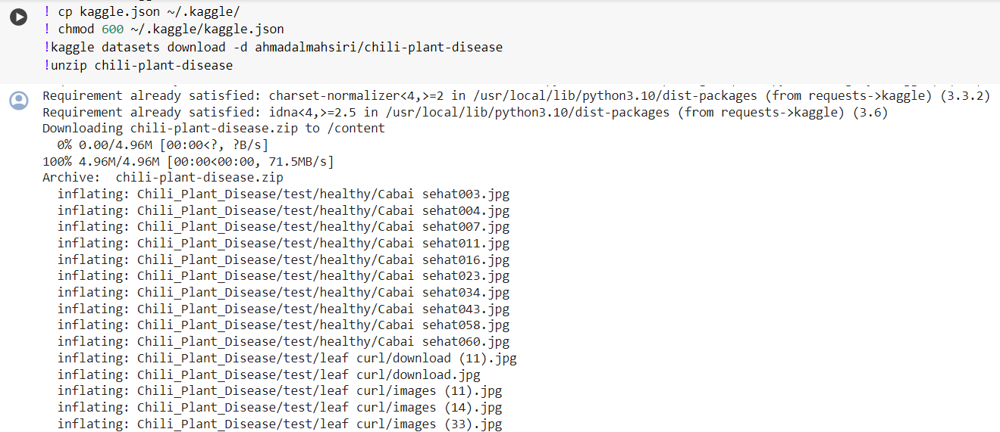 ! cp kaggle.json ~/.kaggle/
! chmod 600 ~/.kaggle/kaggle.json
!kaggle datasets download -d ahmadalmahsiri/chili-plant-disease
!unzip chili-plant-disease
Requirement already satisfied: charset-normalizer<4,>=2 in /usr/local/lib/python3.10/dist-packages (from requests->kaggle) (3.3.2)
Requirement already satisfied: idna<4,>=2.5 in /usr/local/lib/python3.10/dist-packages (from requests->kaggle) (3.6)
Downloading chili-plant-disease.zip to /content
0% 0.00/4.96M [00:00<?, ?B/s]
100% 4.96M/4.96M [00:00<00:00, 71.5MB/s]
Archive:  chili-plant-disease.zip
inflating: Chili_Plant_Disease/test/healthy/Cabai sehat003.jpg
inflating: Chili_Plant_Disease/test/healthy/Cabai sehat004.jpg
inflating: Chili_Plant_Disease/test/healthy/Cabai sehat007.jpg
inflating: Chili_Plant_Disease/test/healthy/Cabai sehat011.jpg
inflating: Chili_Plant_Disease/test/healthy/Cabai sehat016.jpg
inflating: Chili_Plant_Disease/test/healthy/Cabai sehat023.jpg
inflating: Chili_Plant_Disease/test/healthy/Cabai sehat034.jpg
inflating: Chili_Plant_Disease/test/healthy/Cabai sehat043.jpg
inflating: Chili_Plant_Disease/test/healthy/Cabai sehat058.jpg
inflating: Chili_Plant_Disease/test/healthy/Cabai sehat060.jpg
inflating: Chili_Plant_Disease/test/leaf curl/download (11).jpg
inflating: Chili_Plant_Disease/test/leaf curl/download.jpg
inflating: Chili_Plant_Disease/test/leaf curl/images (11).jpg
inflating: Chili_Plant_Disease/test/leaf curl/images (14).jpg
inflating: Chili_Plant_Disease/test/leaf curl/images (33).jpg